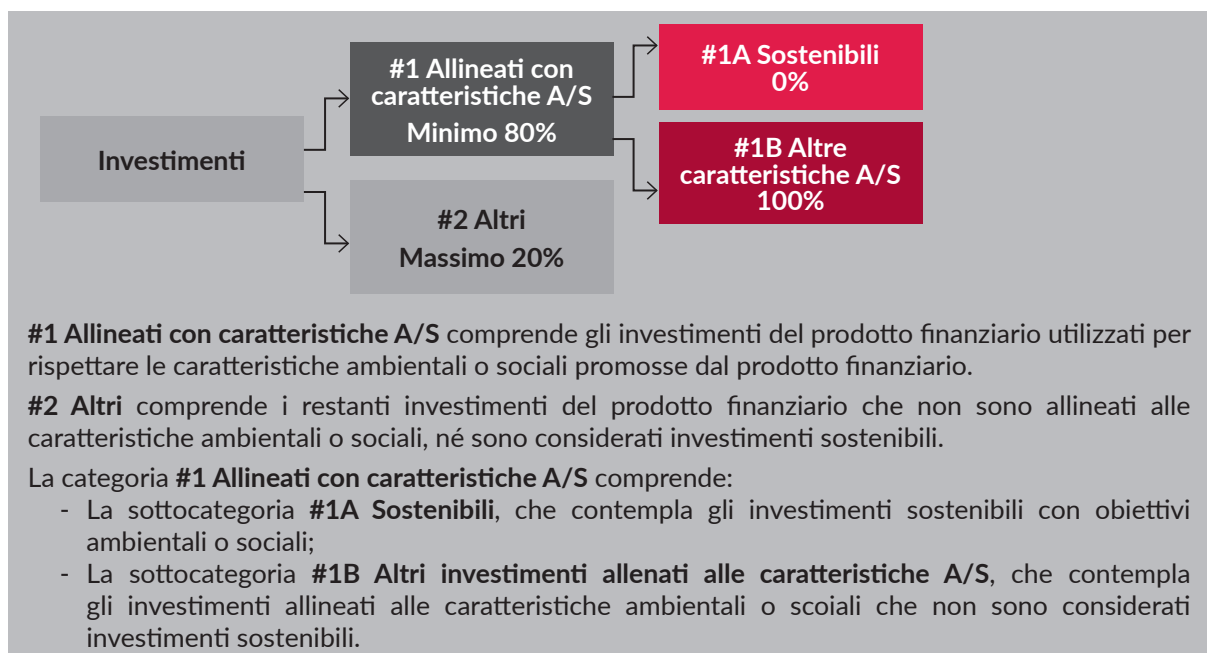 Investimenti
#1 Allineati con
caratteristiche A/S
Minimo 80%
#2 Altri
Massimo 20%
#1A Sostenibili
0%
#1B Altre
caratteristiche A/S
100%
#1 Allineati con caratteristiche A/S comprende gli investimenti del prodotto finanziario utilizzati per
rispettare le caratteristiche ambientali o sociali promosse dal prodotto finanziario.
#2 Altri comprende i restanti investimenti del prodotto finanziario che non sono allineati alle
caratteristiche ambientali o sociali, né sono considerati investimenti sostenibili.
La categoria #1 Allineati con caratteristiche A/S comprende:
- La sottocategoria #1A Sostenibili, che contempla gli investimenti sostenibili con obiettivi
ambientali o sociali;
- La sottocategoria #1B Altri investimenti allenati alle caratteristiche A/S, che contempla
gli investimenti allineati alle caratteristiche ambientali o scoiali che non sono considerati
investimenti sostenibili.